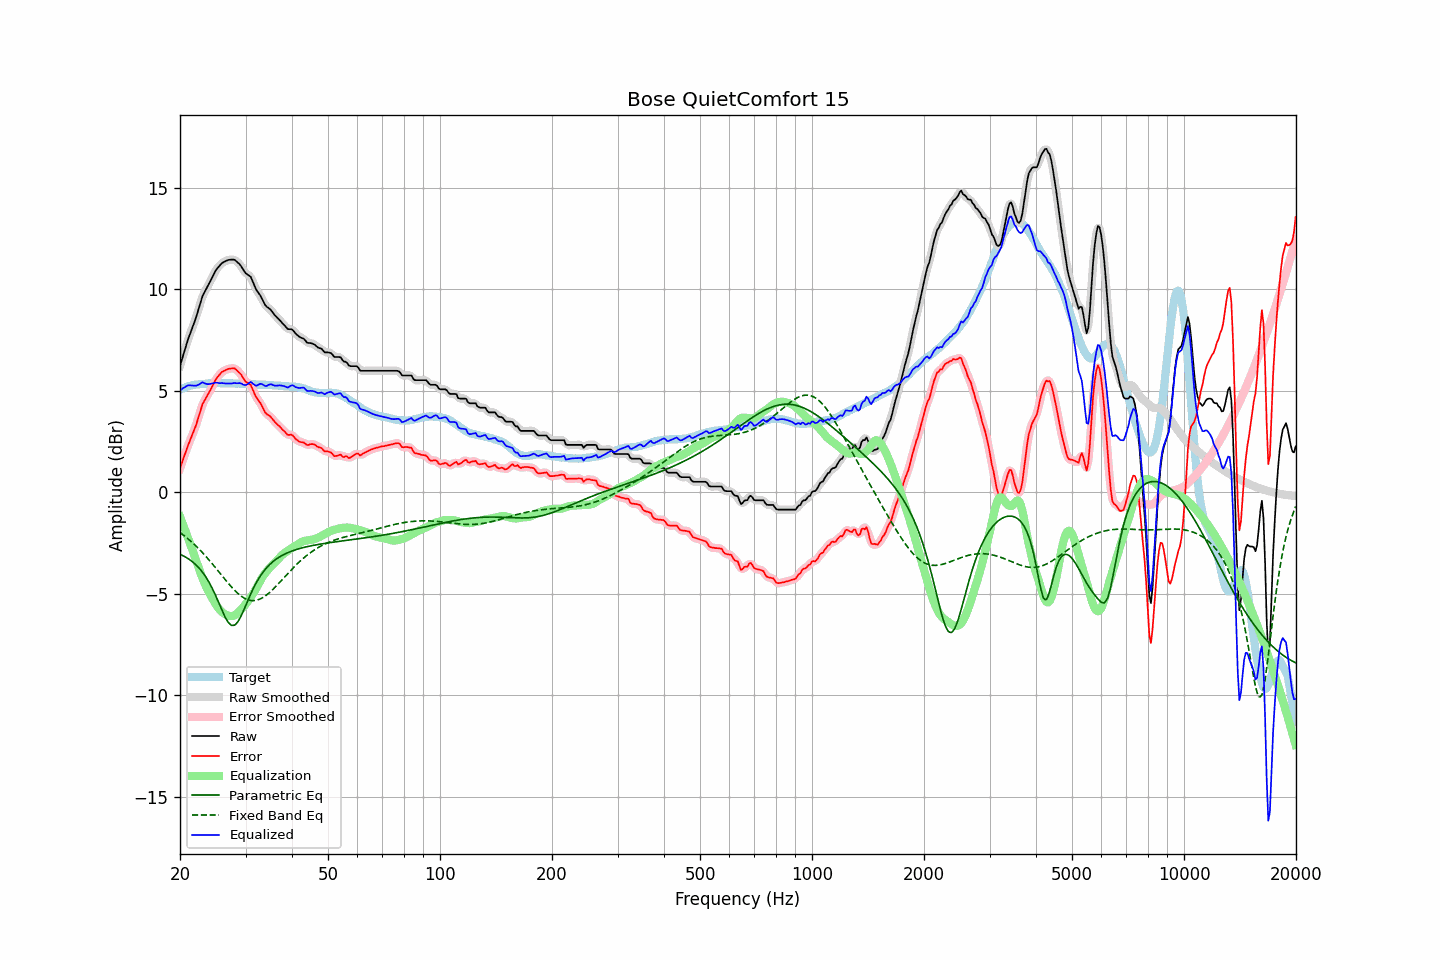 Bose QuietComfort 15
Amplitude (dBr)
15
10
5
0
−5
−10
−15
Target
Raw Smoothed
Error Smoothed
Raw
Error
Equalization
Parametric Eq
Fixed Band Eq
Equalized
20 50 100 200 500 1000 2000 5000 10000 20000
Frequency (Hz)